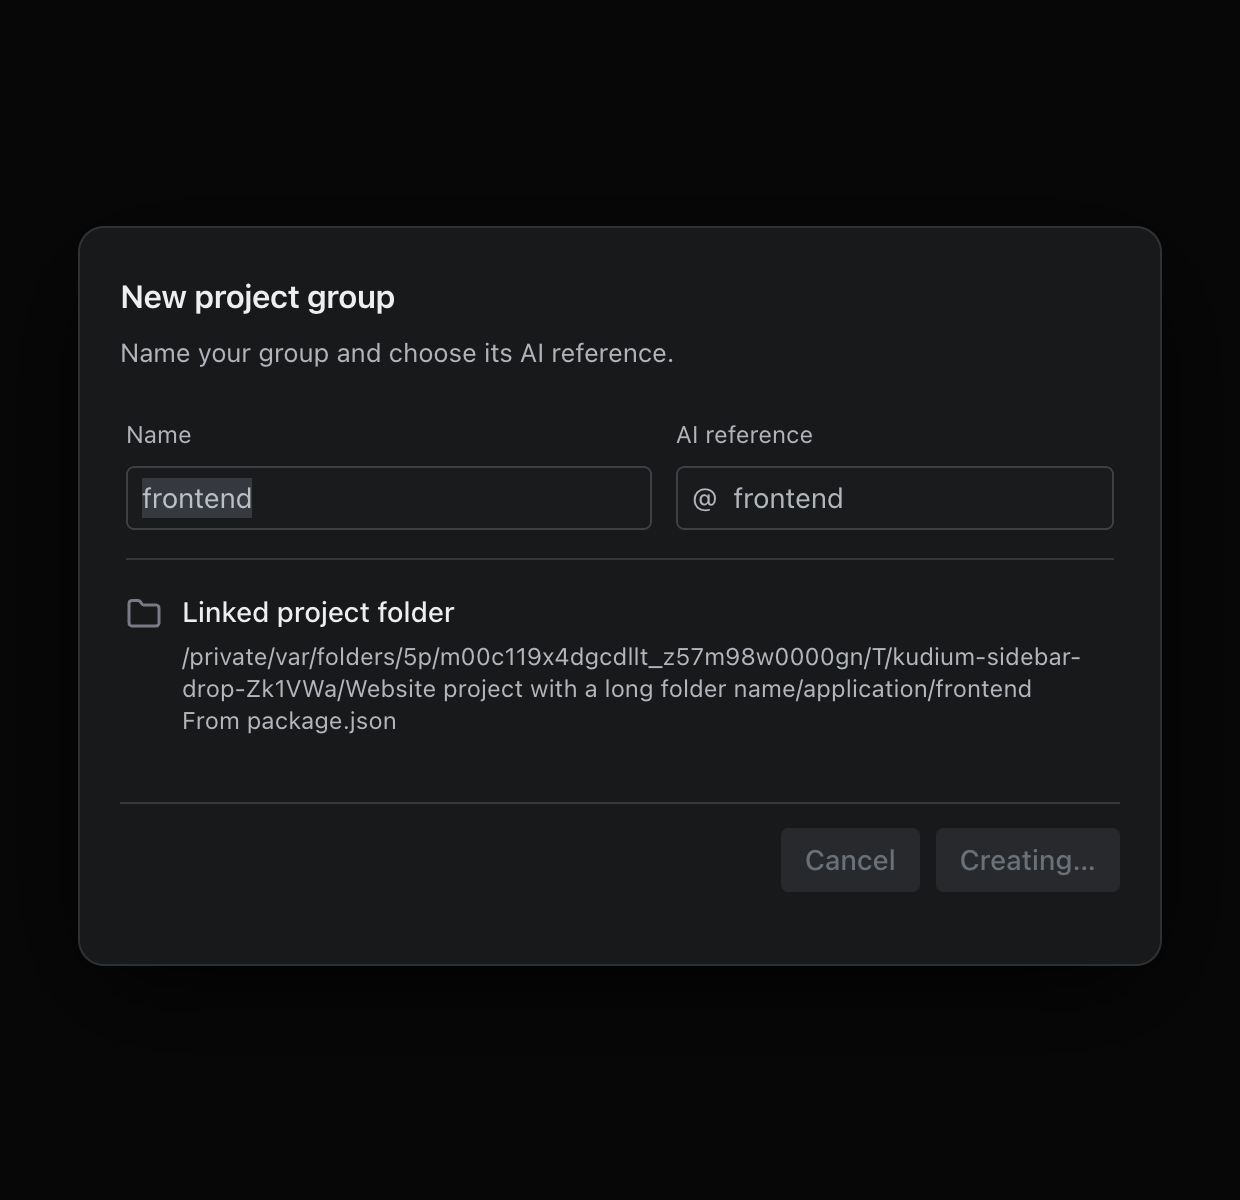 New project group
Name your group and choose its AI reference.
Name
AI reference
frontend
@ frontend
Linked project folder
/private/var/folders/5p/m00c119x4dgcdllt_z57m98w0000gn/T/kudium-sidebar-
drop-Zk1VWa/Website project with a long folder name/application/frontend
From package.json
Cancel
Creating...